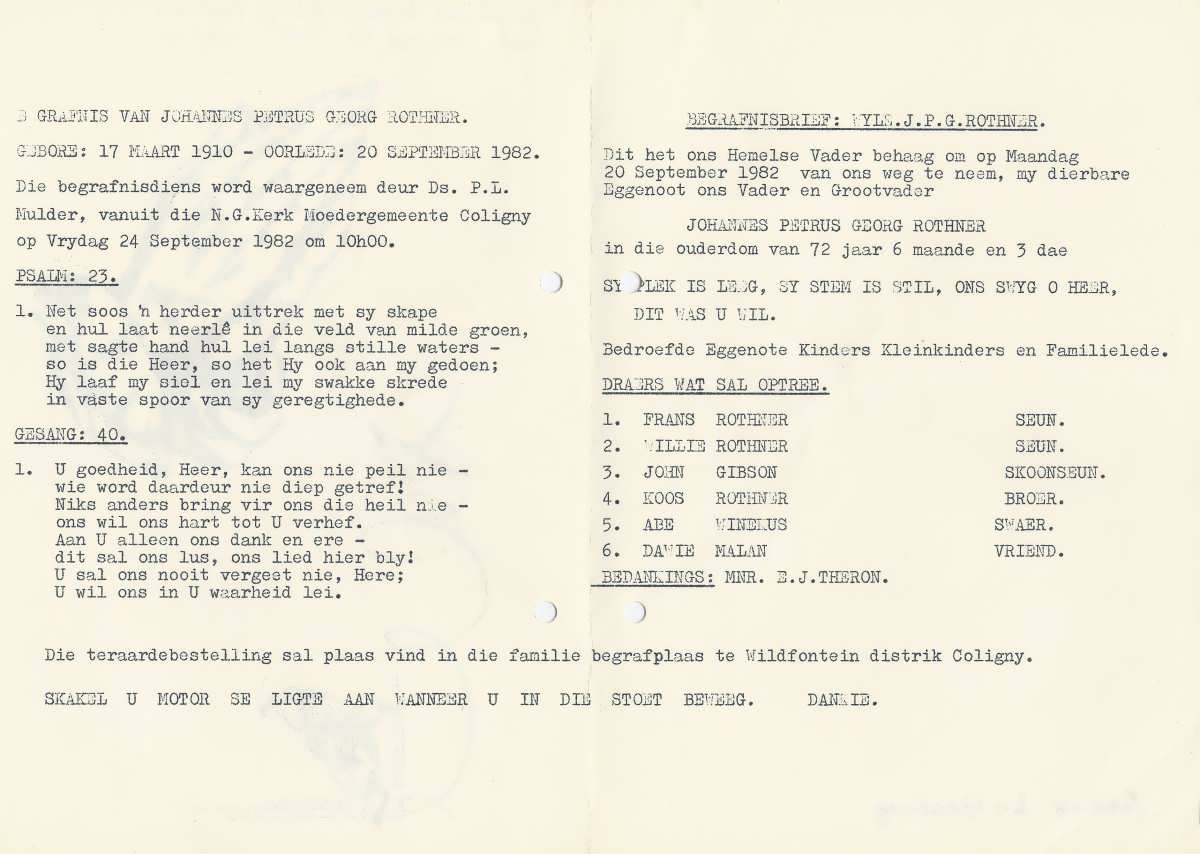 B GRAFNIS VAN JOHANNES PETRUS GEORG ROTHNER.
GEBORE: 17 MAART 1910 - OORLEDE: 20 SEPTEMBER 1982.
Die begrafnisdiens word waargeneem deur Ds. P.L.
Mulder, vanuit die N.G.Kerk Moedergemeente Coligny
op Vrydag 24 September 1982 om 10h00.
PSALM: 23.
1. Net soos 'n herder uittrek met sy skape
en hul laat neerlê in die veld van milde groen,
met sagte hand hul lei langs stille waters -
so is die Heer, so het Hy ook aan my gedoen;
Hy laaf my siel en lei my swakke skrede
in vaste spoor van sy geregtighede.
GESANG: 40.
1. U goedheid, Heer, kan ons nie peil nie -
wie word daardeur nie diep getref!
Niks anders bring vir ons die heil nie -
ons wil ons hart tot U verhef.
Aan U alleen ons dank en ere -
dit sal ons lus, ons lied hier bly!
U sal ons nooit vergeet nie, Here;
U wil ons in U waarheid lei.
BEGRAFNISBRIEF: WYLE.J.P.G.ROTHNER.
Dit het ons Hemelse Vader behaag om op Maandag
20 September 1982 van ons weg te neem, my dierbare
Eggenoot ons Vader en Grootvader
JOHANNES PETRUS GEORG ROTHNER
in die ouderdom van 72 jaar 6 maande en 3 dae
SY PLEK IS LEEG, SY STEM IS STIL, ONS SWYG O HEER,
DIT WAS U WIL.
Bedroefde Eggenote Kinders Kleinkinders en Familielede.
DRAERS WAT SAL OPTREE.
1. FRANS ROTHNER SEUN.
2. WILLIE ROTHNER SEUN.
3. JOHN GIBSON SKOONSEUN.
4. KOOS ROTHNER BROER.
5. ABE WINEKUS SWAER.
6. DAWIE MALAN VRIEND.
BEDANKINGS: MNR. E.J.THERON.
Die teraardebestelling sal plaas vind in die familie begrafplaas te Wildfontein distrik Coligny.
SKAKEL U MOTOR SE LIGTE AAN WANNEER U IN DIE STOET BEWEEG. DANKIE.